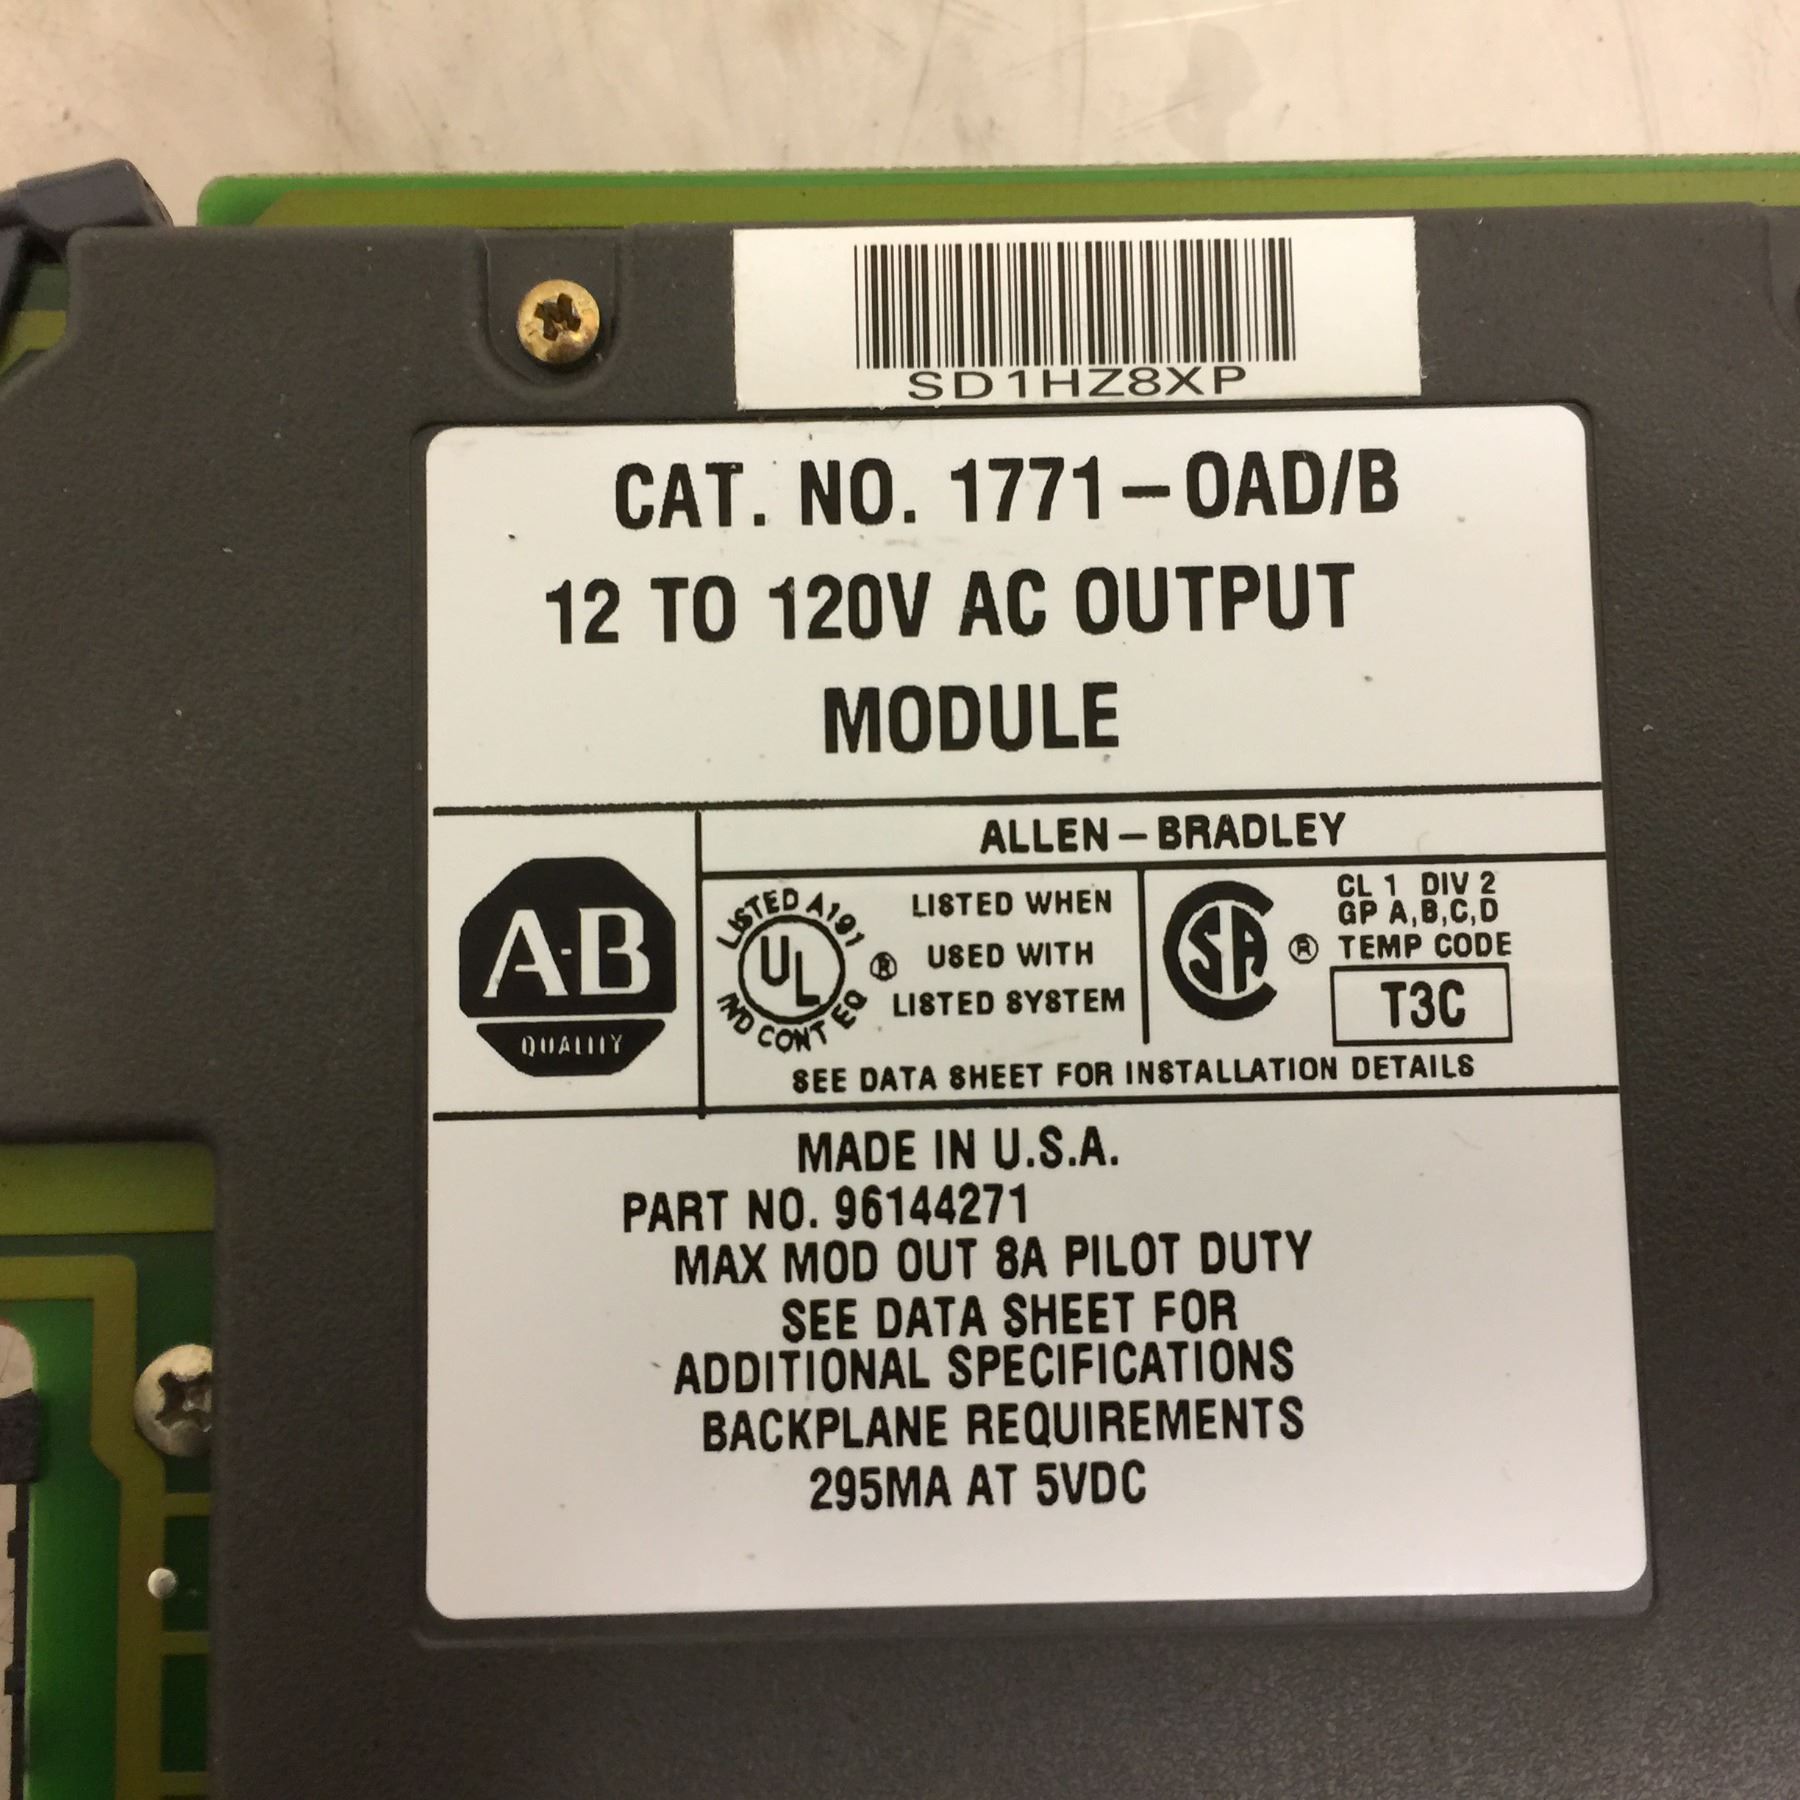 SD1HZ8XP
CAT. NO. 1771-OAD/B
12 TO 120V AC OUTPUT
MODULE
ALLEN-BRADLEY
A-B
QUALITY
LISTED A191
UL
IND CONT EQ
®
LISTED WHEN
USED WITH
LISTED SYSTEM
SA
®
CL 1 DIV 2
GP A,B,C,D
TEMP CODE
T3C
SEE DATA SHEET FOR INSTALLATION DETAILS
MADE IN U.S.A.
PART NO. 96144271
MAX MOD OUT 8A PILOT DUTY
SEE DATA SHEET FOR
ADDITIONAL SPECIFICATIONS
BACKPLANE REQUIREMENTS
295MA AT 5VDC